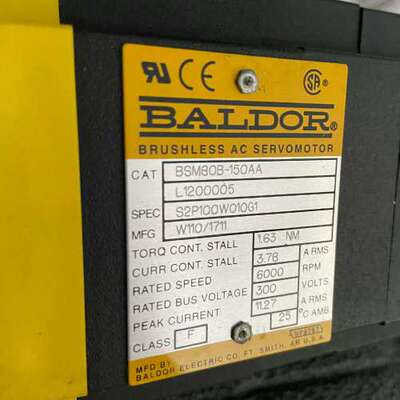 CE
SA
BALDOR®
BRUSHLESS AC SERVOMOTOR
CAT BSM80B-150AA
L1200005
SPEC S2P100W010G1
MFG W110/1711
TORQ CONT. STALL 1.63 NM
CURR CONT. STALL 3.78 A RMS
RATED SPEED 6000 RPM
RATED BUS VOLTAGE 300 VOLTS
PEAK CURRENT 11.27 A RMS
CLASS F 25 °C AMB
MFD BY
BALDOR ELECTRIC CO. FT. SMITH, AR U.S.A.